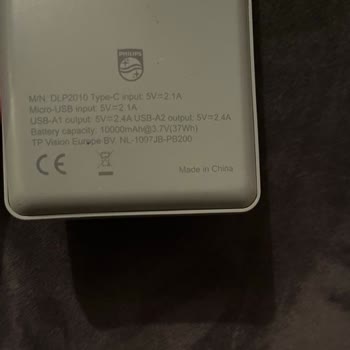 PHILIPS
M/N: DLP2010 Type-C input: 5V⎓2.1A
Micro-USB input: 5V⎓2.1A
USB-A1 output: 5V⎓2.4A USB-A2 output: 5V⎓2.4A
Battery capacity: 10000mAh@3.7V(37Wh)
TP Vision Europe BV. NL-1097JB-PB200
CE
Made in China